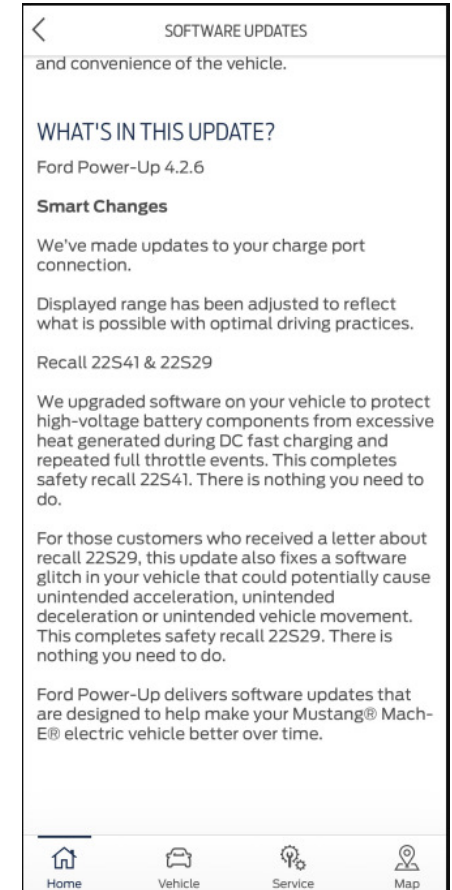 SOFTWARE UPDATES
and convenience of the vehicle.
WHAT'S IN THIS UPDATE?
Ford Power-Up 4.2.6
Smart Changes
We've made updates to your charge port
connection.
Displayed range has been adjusted to reflect
what is possible with optimal driving practices.
Recall 22S41 & 22S29
We upgraded software on your vehicle to protect
high-voltage battery components from excessive
heat generated during DC fast charging and
repeated full throttle events. This completes
safety recall 22S41. There is nothing you need to
do.
For those customers who received a letter about
recall 22S29, this update also fixes a software
glitch in your vehicle that could potentially cause
unintended acceleration, unintended
deceleration or unintended vehicle movement.
This completes safety recall 22S29. There is
nothing you need to do.
Ford Power-Up delivers software updates that
are designed to help make your Mustang® Mach-
E® electric vehicle better over time.
Home Vehicle Service Map